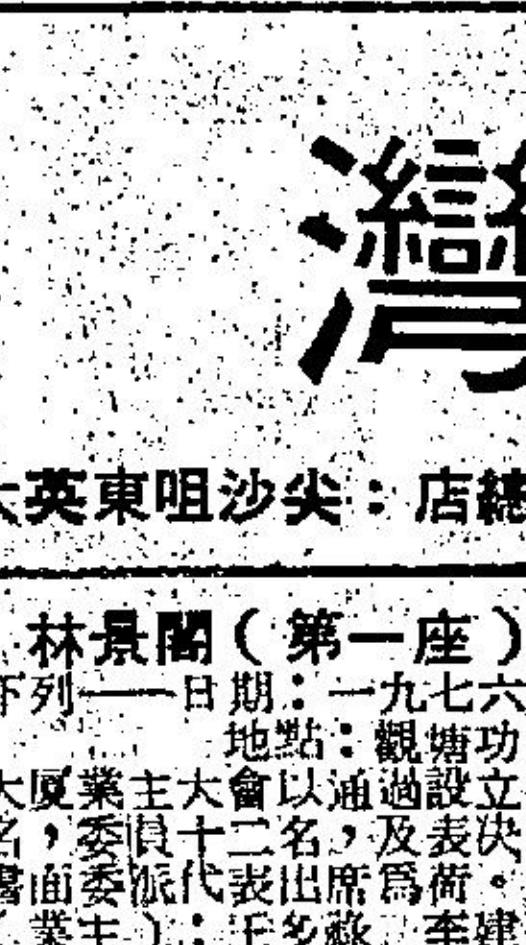 灣
總店：尖沙咀東英大
林景閣（第一座）
下列——日期：一九七六
地點：觀塘功
大廈業主大會以通過設立
名，委員十二名，及表決。
書面委派代表出席爲荷。
業主）：